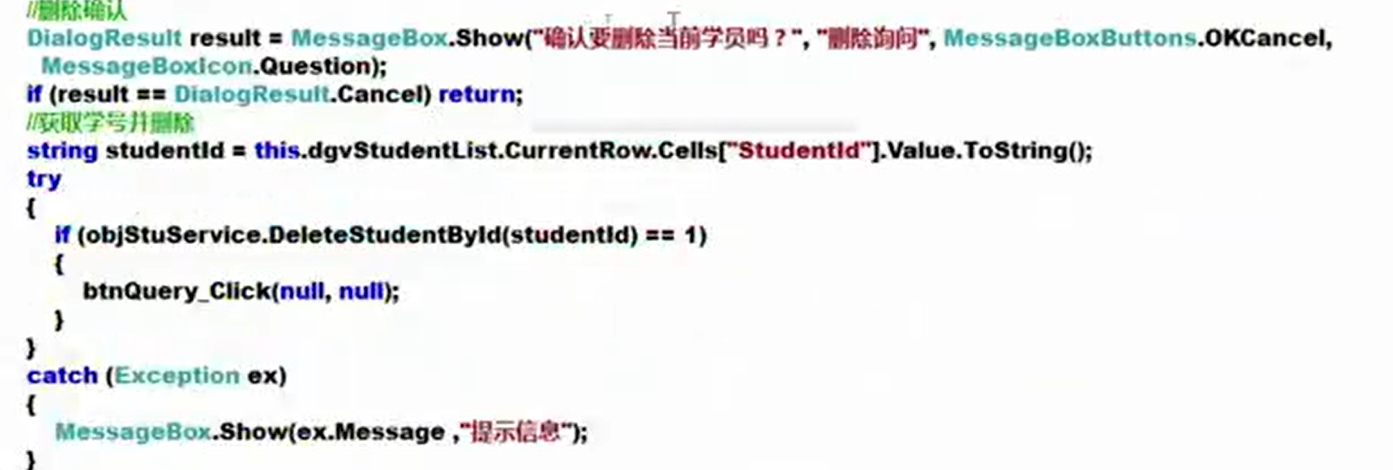 //删除确认
DialogResult result = MessageBox.Show("确认要删除当前学员吗？", "删除询问", MessageBoxButtons.OKCancel,
MessageBoxIcon.Question);
if (result == DialogResult.Cancel) return;
//获取学号并删除
string studentId = this.dgvStudentList.CurrentRow.Cells["StudentId"].Value.ToString();
try
{
if (objStuService.DeleteStudentById(studentId) == 1)
{
btnQuery_Click(null, null);
}
}
catch (Exception ex)
{
MessageBox.Show(ex.Message ,"提示信息");
}